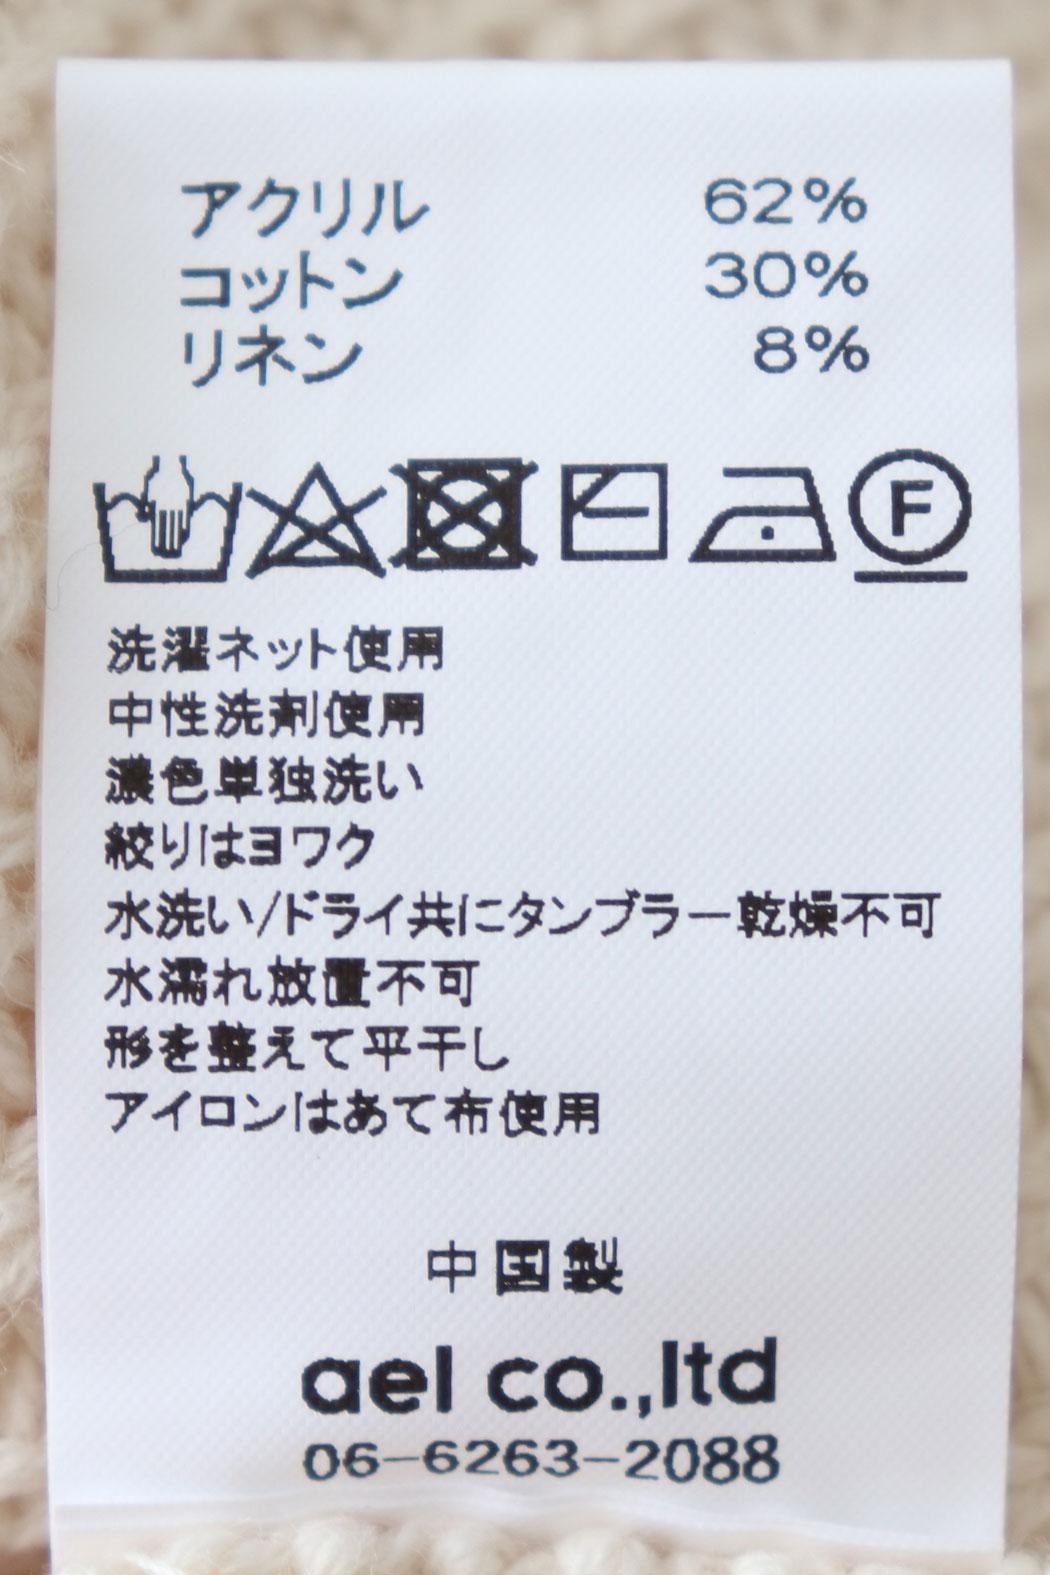 アクリル 62%
コットン 30%
リネン 8%
F
洗濯ネット使用
中性洗剤使用
濃色単独洗い
絞りはヨワク
水洗い/ドライ共にタンブラー乾燥不可
水濡れ放置不可
形を整えて平干し
アイロンはあて布使用
中国製
ael co.,ltd
06-6263-2088